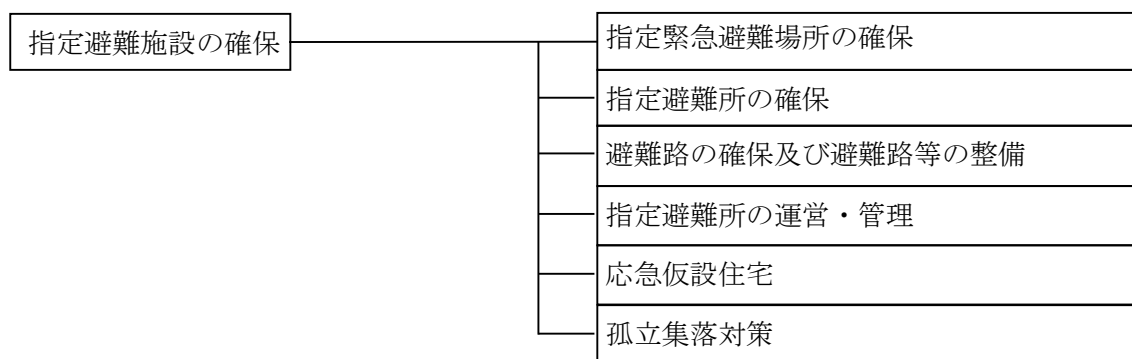 指定避難施設の確保
指定緊急避難場所の確保
指定避難所の確保
避難路の確保及び避難路等の整備
指定避難所の運営・管理
応急仮設住宅
孤立集落対策